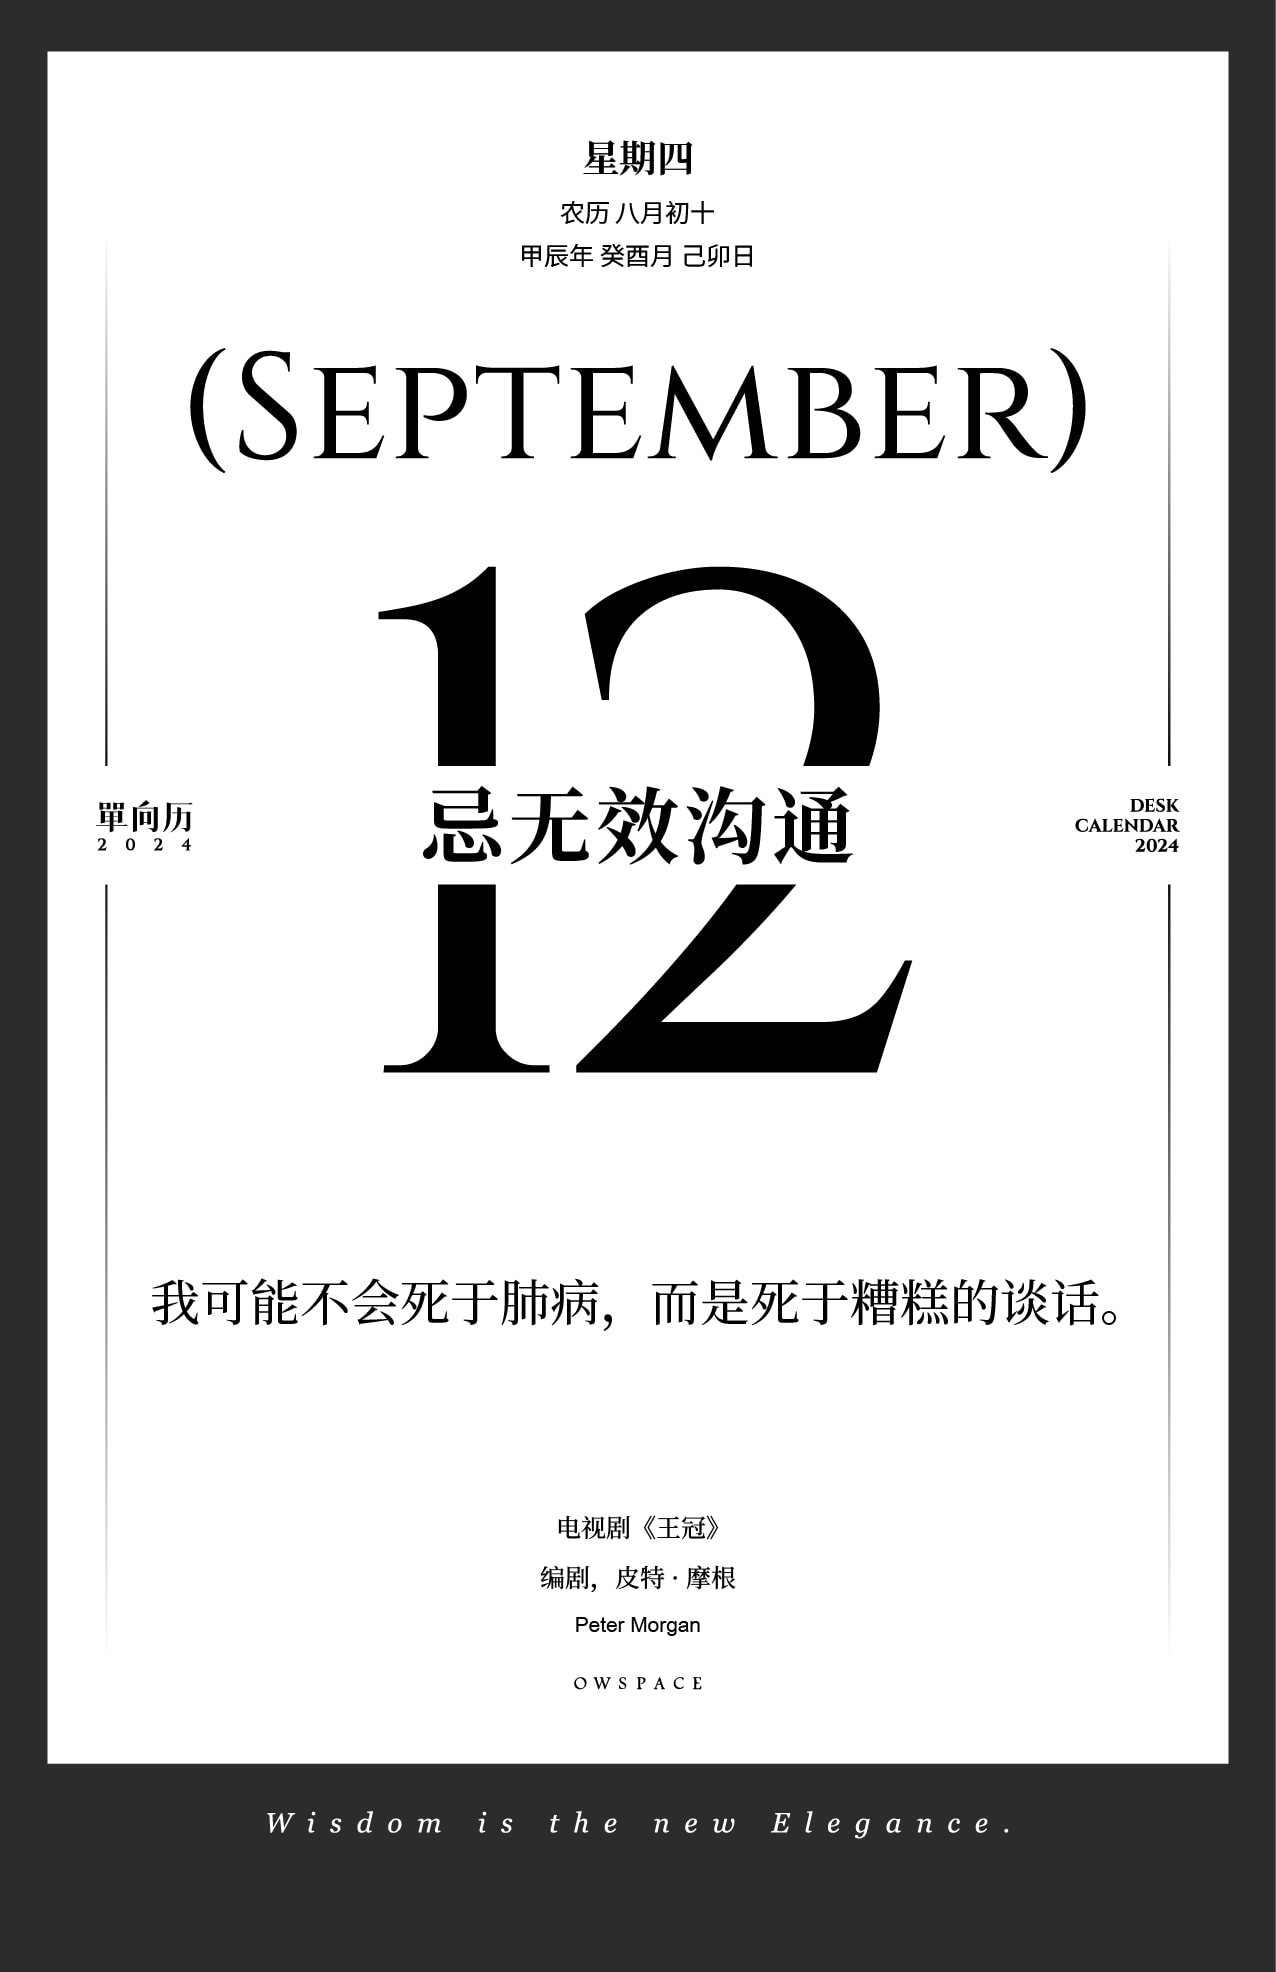 星期四
农历 八月初十
甲辰年 癸酉月 己卯日
(SEPTEMBER)
12
忌无效沟通
單向历
2024
DESK
CALENDAR
2024
我可能不会死于肺病，而是死于糟糕的谈话。
电视剧《王冠》
编剧，皮特·摩根
Peter Morgan
OWSPACE
Wisdom is the new Elegance.